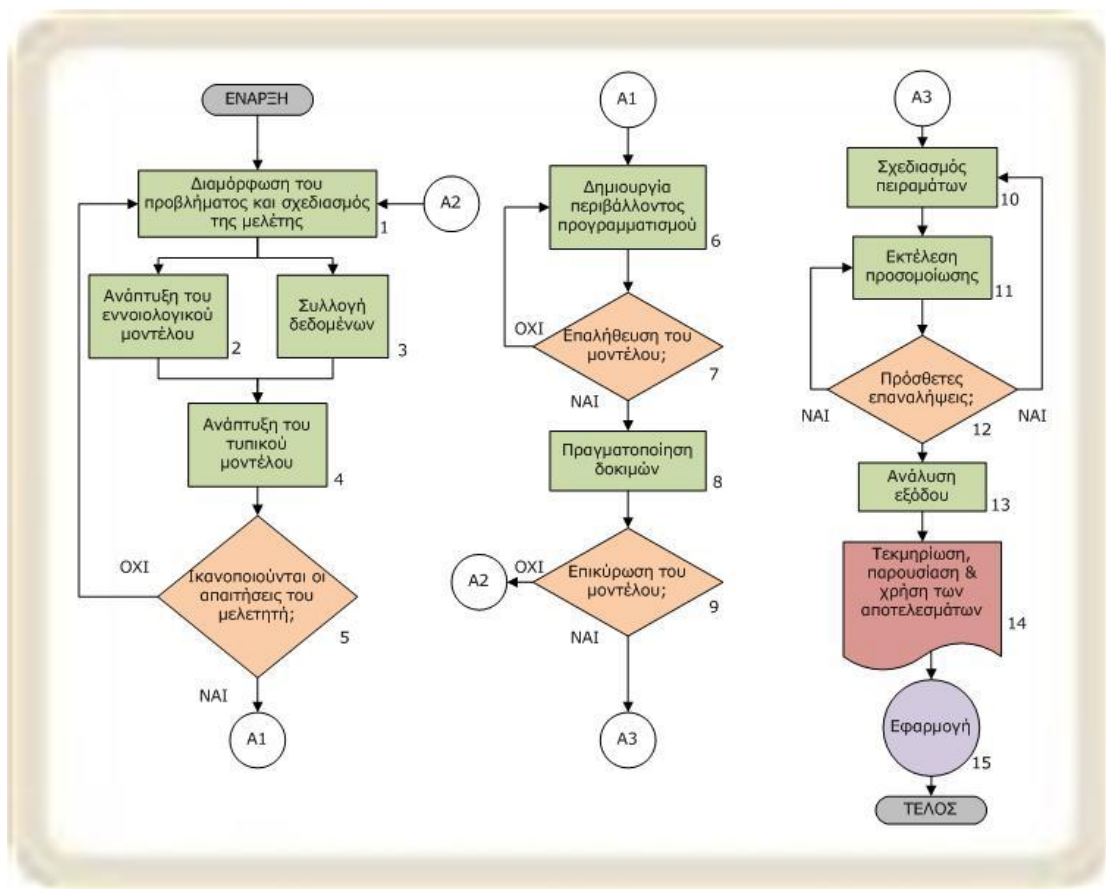 ΕΝΑΡΞΗ
Διαμόρφωση του
προβλήματος και σχεδιασμός
της μελέτης
1
A2
Ανάπτυξη του
εννοιολογικού
μοντέλου
2
Συλλογή
δεδομένων
3
Ανάπτυξη του
τυπικού
μοντέλου
4
ΟΧΙ
Ικανοποιούνται οι
απαιτήσεις του
μελετητή;
5
ΝΑΙ
A1
A1
Δημιουργία
περιβάλλοντος
προγραμματισμού
6
ΟΧΙ
Επαλήθευση του
μοντέλου;
7
ΝΑΙ
Πραγματοποίηση
δοκιμών
8
A2
ΟΧΙ
Επικύρωση του
μοντέλου;
9
ΝΑΙ
A3
A3
Σχεδιασμός
πειραμάτων
10
Εκτέλεση
προσομοίωσης
11
Πρόσθετες
επαναλήψεις;
ΝΑΙ
ΝΑΙ
12
Ανάλυση
εξόδου
13
Τεκμηρίωση,
παρουσίαση &
χρήση των
αποτελεσμάτων
14
Εφαρμογή
15
ΤΕΛΟΣ